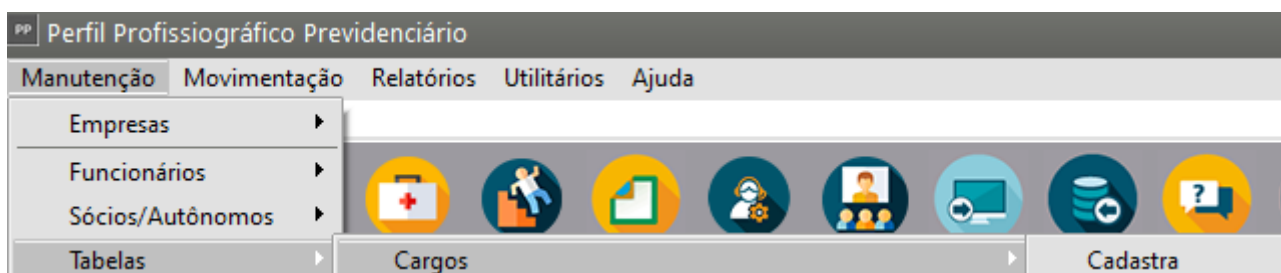 PP Perfil Profissiográfico Previdenciário
Manutenção Movimentação Relatórios Utilitários Ajuda
Empresas
Funcionários
Sócios/Autônomos
?
Tabelas Cargos Cadastra